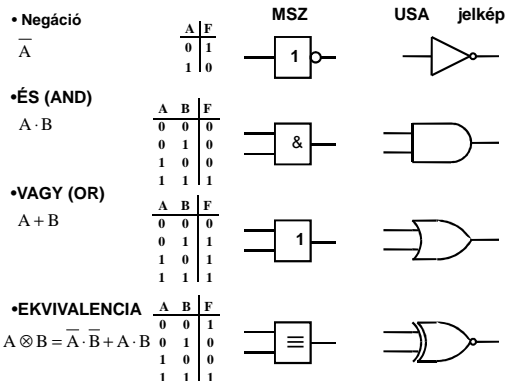 MSZ USA jelkép
• Negáció
A̅
A B F
0 1
1 0
1
•ÉS (AND)
A · B
A B F
0 0 0
0 1 0
1 0 0
1 1 1
&
•VAGY (OR)
A + B
A B F
0 0 0
0 1 1
1 0 1
1 1 1
1
•EKVIVALENCIA
A ⊗ B = A̅ · B̅ + A · B
A B F
0 0 1
0 1 0
1 0 0
1 1 1
≡